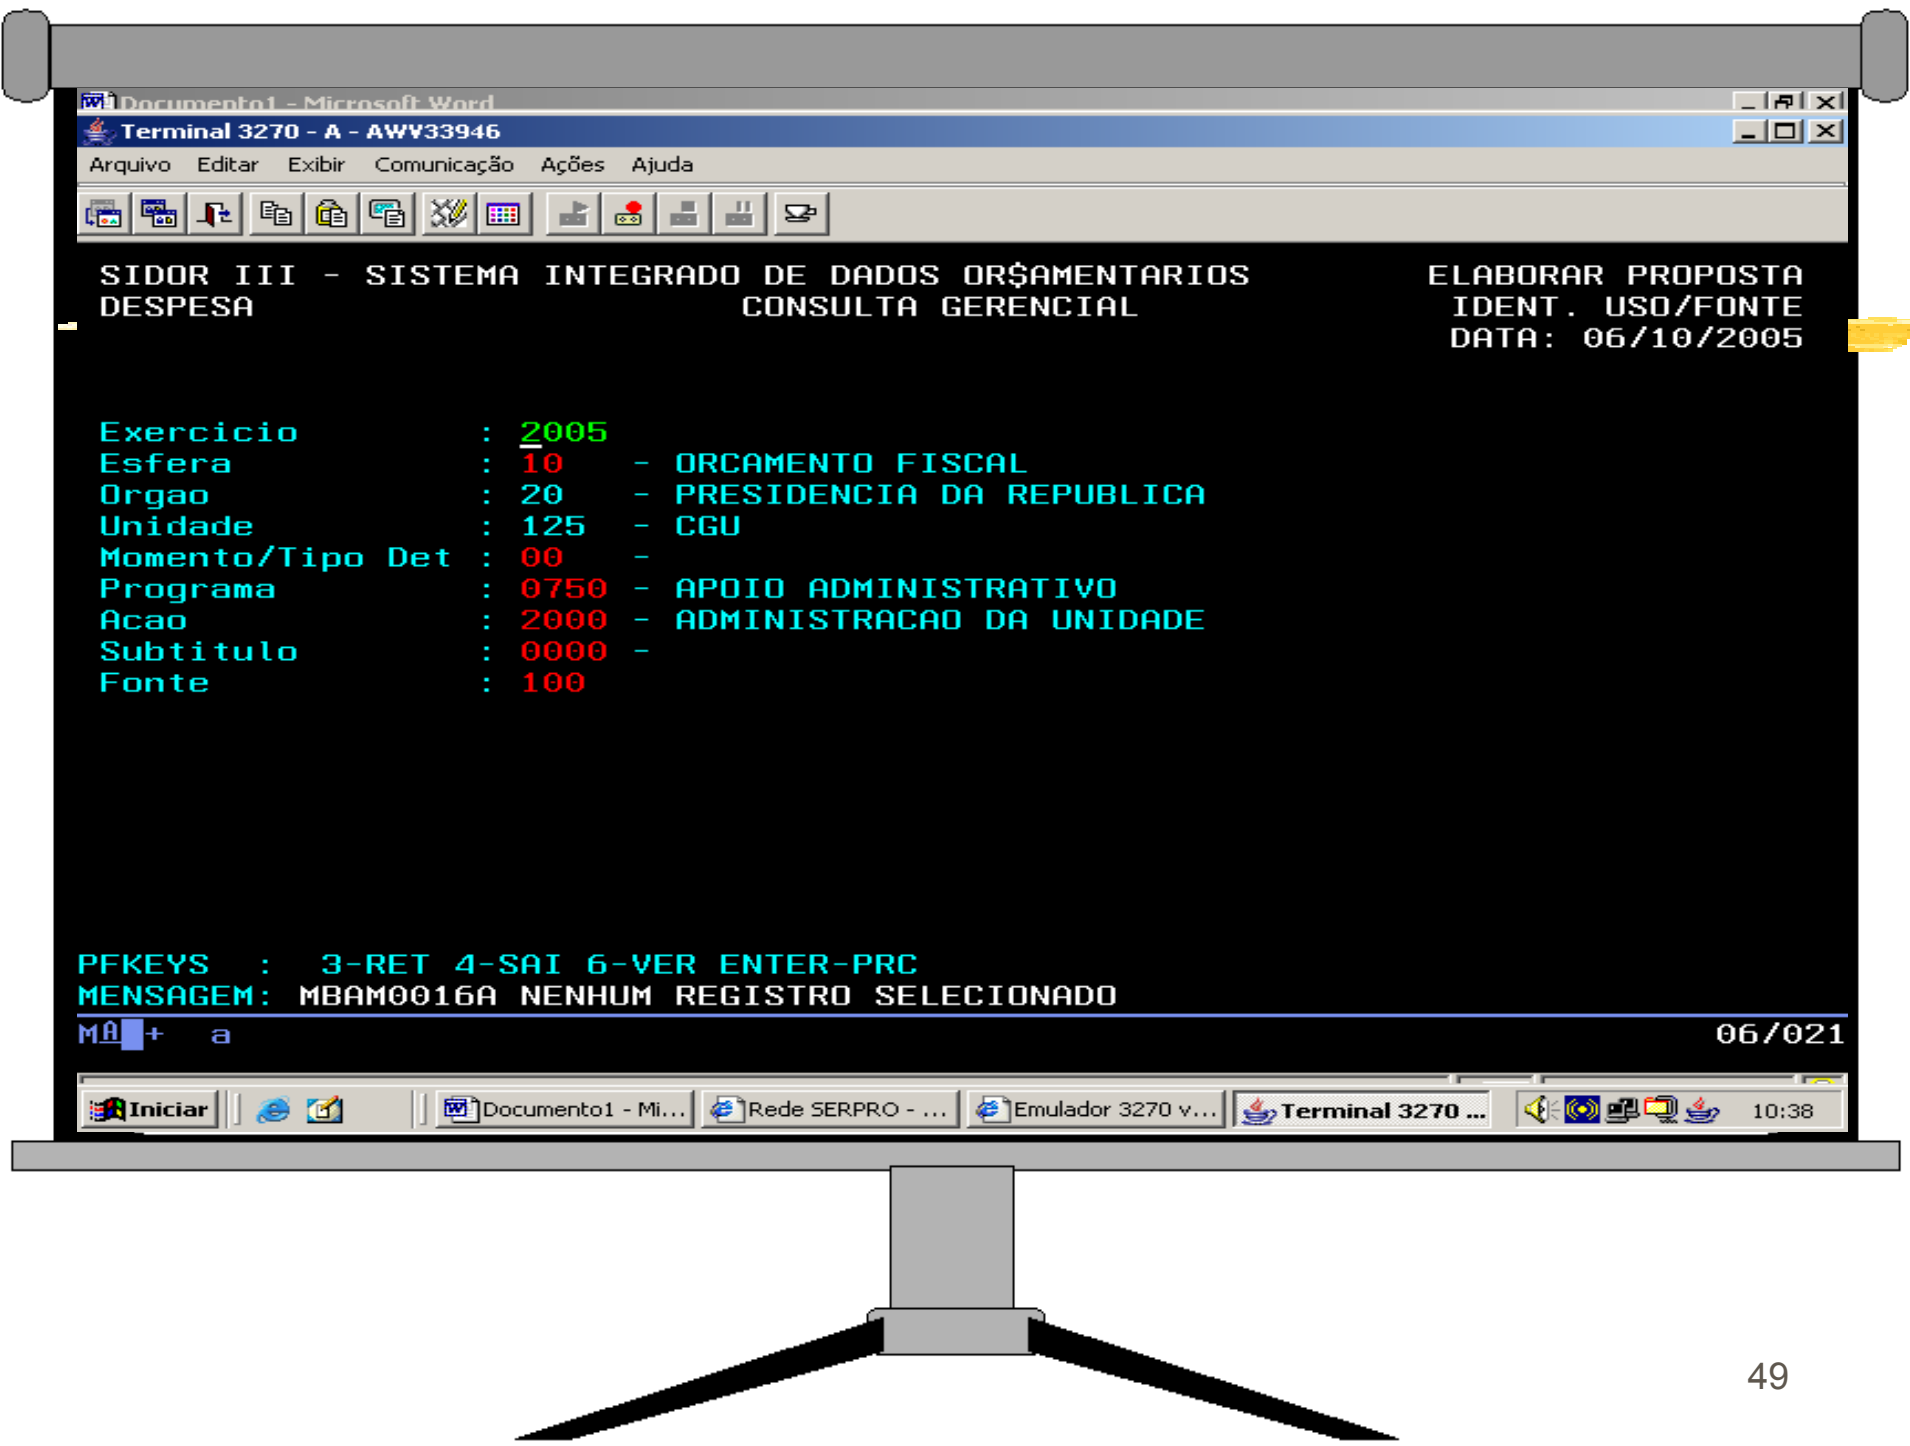 Documento1 - Microsoft Word
Terminal 3270 - A - AWV33946
Arquivo Editar Exibir Comunicação Ações Ajuda
SIDOR III - SISTEMA INTEGRADO DE DADOS OR$AMENTARIOS ELABORAR PROPOSTA
DESPESA CONSULTA GERENCIAL IDENT. USO/FONTE
DATA: 06/10/2005
Exercicio : 2005
Esfera : 10 - ORCAMENTO FISCAL
Orgao : 20 - PRESIDENCIA DA REPUBLICA
Unidade : 125 - CGU
Momento/Tipo Det : 00 -
Programa : 0750 - APOIO ADMINISTRATIVO
Acao : 2000 - ADMINISTRACAO DA UNIDADE
Subtitulo : 0000 -
Fonte : 100
PFKEYS : 3-RET 4-SAI 6-VER ENTER-PRC
MENSAGEM: MBAM0016A NENHUM REGISTRO SELECIONADO
MA + a 06/021
Iniciar Documento1 - Mi... Rede SERPRO - ... Emulador 3270 v... Terminal 3270 ... 10:38
49